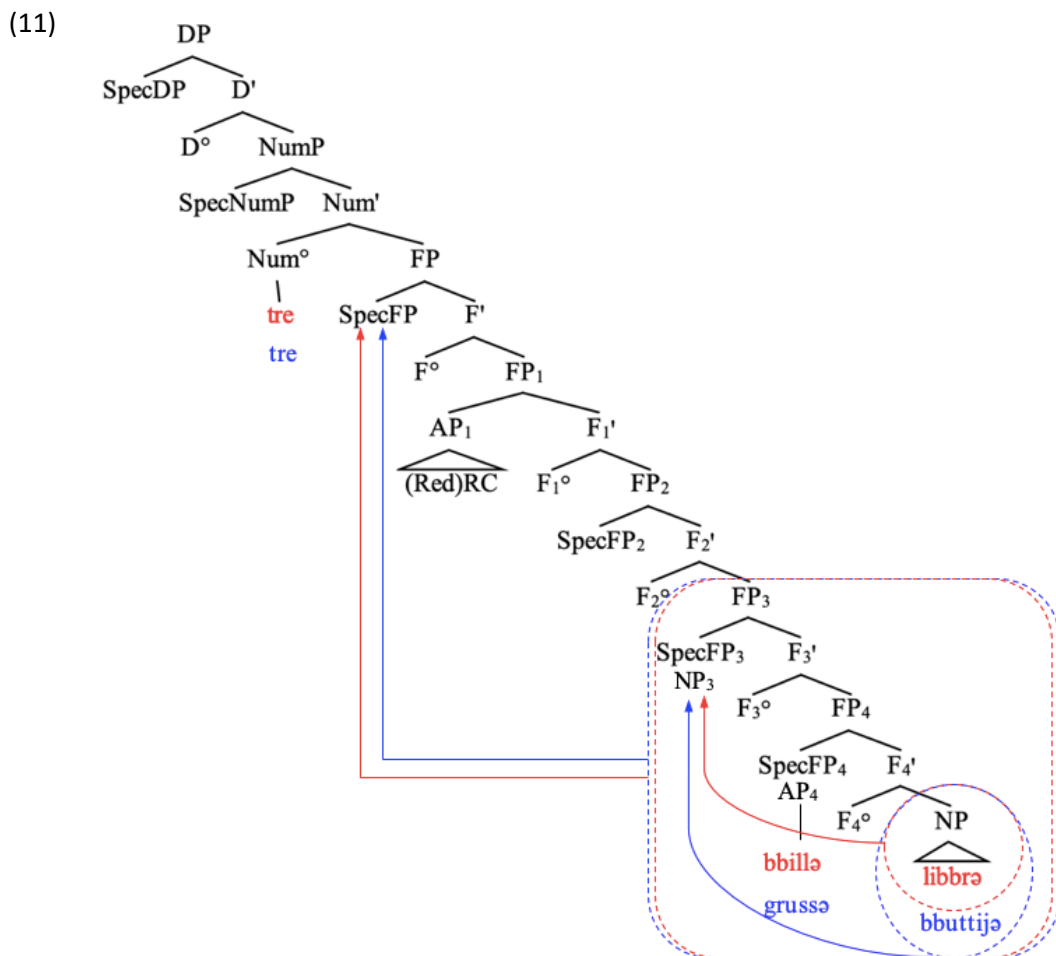 (11)
DP
SpecDP D'
D° NumP
SpecNumP Num'
Num° FP
tre SpecFP F'
tre
F° FP₁
AP₁ F₁'
(Red)RC F₁° FP₂
SpecFP₂ F₂'
F₂° FP₃
SpecFP₃ F₃'
NP₃
F₃° FP₄
SpecFP₄ F₄'
AP₄
F₄° NP
bbillə libbrə
grussə bbuttijə